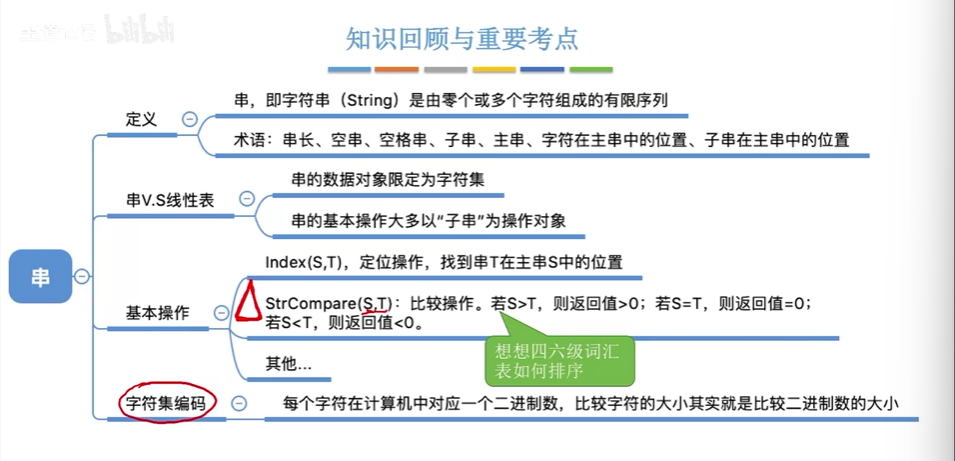 bilibili
知识回顾与重要考点
定义
串，即字符串（String）是由零个或多个字符组成的有限序列
术语：串长、空串、空格串、子串、主串、字符在主串中的位置、子串在主串中的位置
串V.S线性表
串的数据对象限定为字符集
串的基本操作大多以“子串”为操作对象
串
基本操作
Index(S,T)，定位操作，找到串T在主串S中的位置
StrCompare(S,T)：比较操作。若S>T，则返回值>0；若S=T，则返回值=0；
若S<T，则返回值<0。
想想四六级词汇
表如何排序
其他...
字符集编码
每个字符在计算机中对应一个二进制数，比较字符的大小其实就是比较二进制数的大小